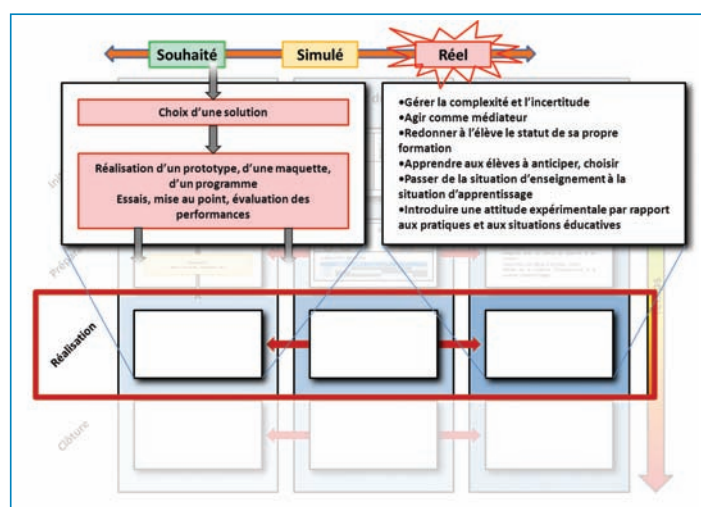 Souhaité
Simulé
Réel
Choix d'une solution
Réalisation d'un prototype, d'une maquette,
d'un programme
Essais, mise au point, évaluation des
performances
•Gérer la complexité et l'incertitude
•Agir comme médiateur
•Redonner à l'élève le statut de sa propre
formation
•Apprendre aux élèves à anticiper, choisir
•Passer de la situation d'enseignement à la
situation d'apprentissage
•Introduire une attitude expérimentale par rapport
aux pratiques et aux situations éducatives
Réalisation
Clôture